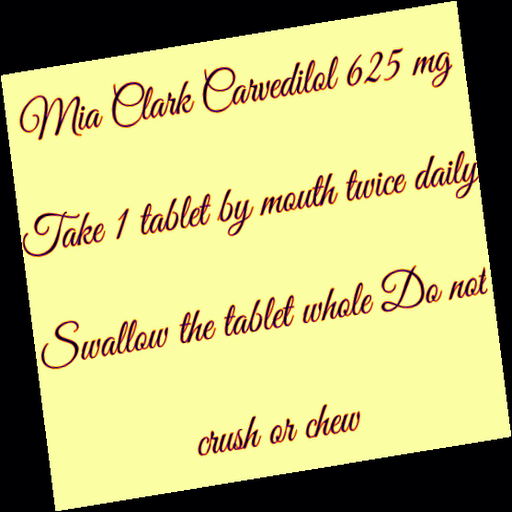 Mia Clark Carvedilol 625 mg
Take 1 tablet by mouth twice daily
Swallow the tablet whole Do not
crush or chew